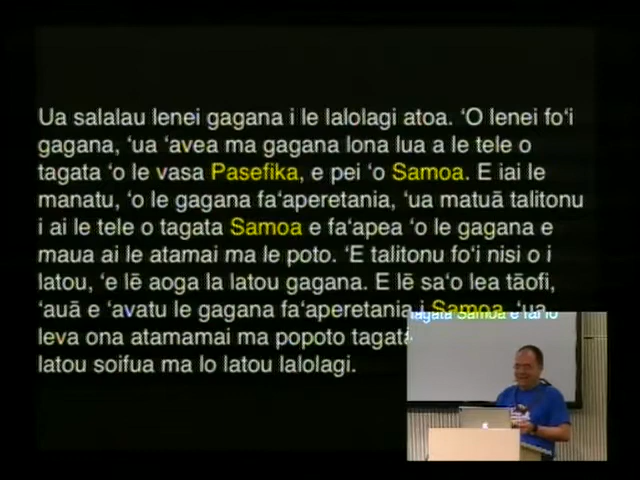 Ua salalau lenei gagana i le lalolagi atoa. ‘O lenei fo‘i
gagana, ‘ua ‘avea ma gagana lona lua a le tele o
tagata ‘o le vasa Pasefika, e pei ‘o Samoa. E iai le
manatu, ‘o le gagana fa‘aperetania, ‘ua matuā talitonu
i ai le tele o tagata Samoa e fa‘apea ‘o le gagana e
maua ai le atamai ma le poto. ‘E talitonu fo‘i nisi o i
latou, ‘e lē aoga la latou gagana. E lē sa‘o lea tāofi,
‘auā e ‘avatu le gagana fa‘aperetania i Samoa, ‘ua
leva ona atamamai ma popoto tagata
latou soifua ma lo latou lalolagi.
tagata Samoa e